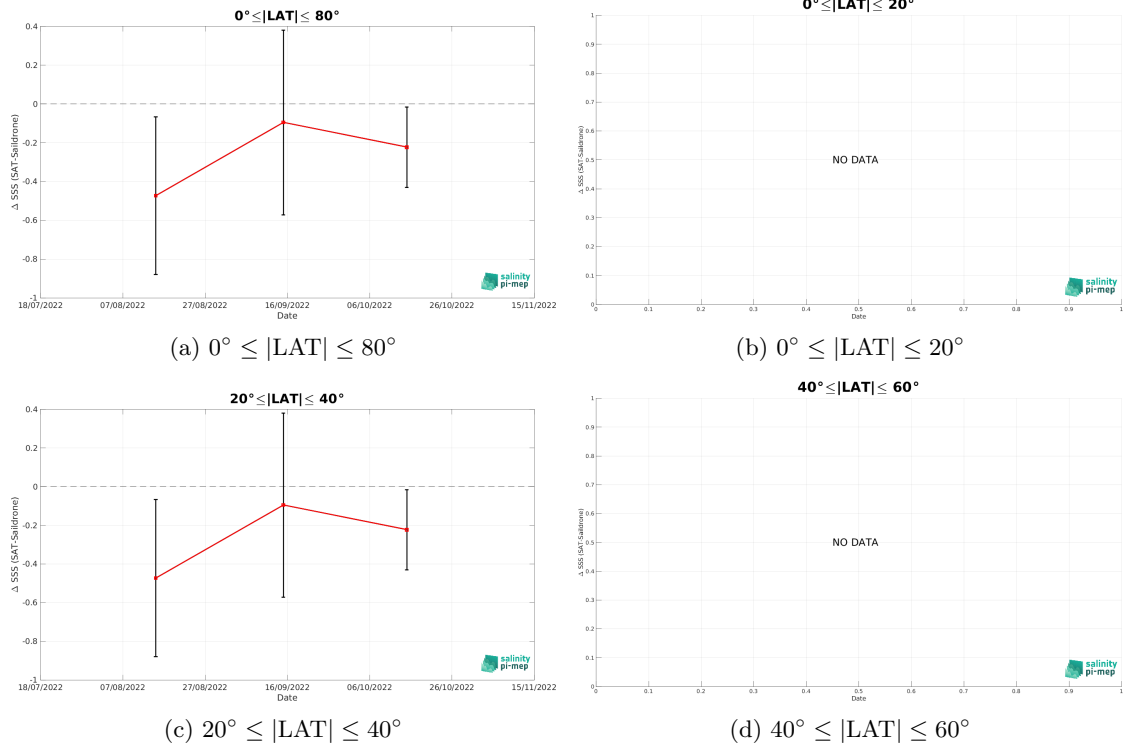 0°≤|LAT|≤ 80°
0.4
0.2
0
-0.2
-0.4
-0.6
-0.8
-1
Δ SSS (SAT-Saildrone)
18/07/2022 07/08/2022 27/08/2022 16/09/2022 06/10/2022 26/10/2022 15/11/2022
Date
salinity
pi-mep
(a) 0° ≤ |LAT| ≤ 80°
0°≤|LAT|≤ 20°
1
0.9
0.8
0.7
0.6
0.5
0.4
0.3
0.2
0.1
0
Δ SSS (SAT-Saildrone)
NO DATA
0 0.1 0.2 0.3 0.4 0.5 0.6 0.7 0.8 0.9 1
Date
salinity
pi-mep
(b) 0° ≤ |LAT| ≤ 20°
20°≤|LAT|≤ 40°
0.4
0.2
0
-0.2
-0.4
-0.6
-0.8
-1
Δ SSS (SAT-Saildrone)
18/07/2022 07/08/2022 27/08/2022 16/09/2022 06/10/2022 26/10/2022 15/11/2022
Date
salinity
pi-mep
(c) 20° ≤ |LAT| ≤ 40°
40°≤|LAT|≤ 60°
1
0.9
0.8
0.7
0.6
0.5
0.4
0.3
0.2
0.1
0
Δ SSS (SAT-Saildrone)
NO DATA
0 0.1 0.2 0.3 0.4 0.5 0.6 0.7 0.8 0.9 1
Date
salinity
pi-mep
(d) 40° ≤ |LAT| ≤ 60°